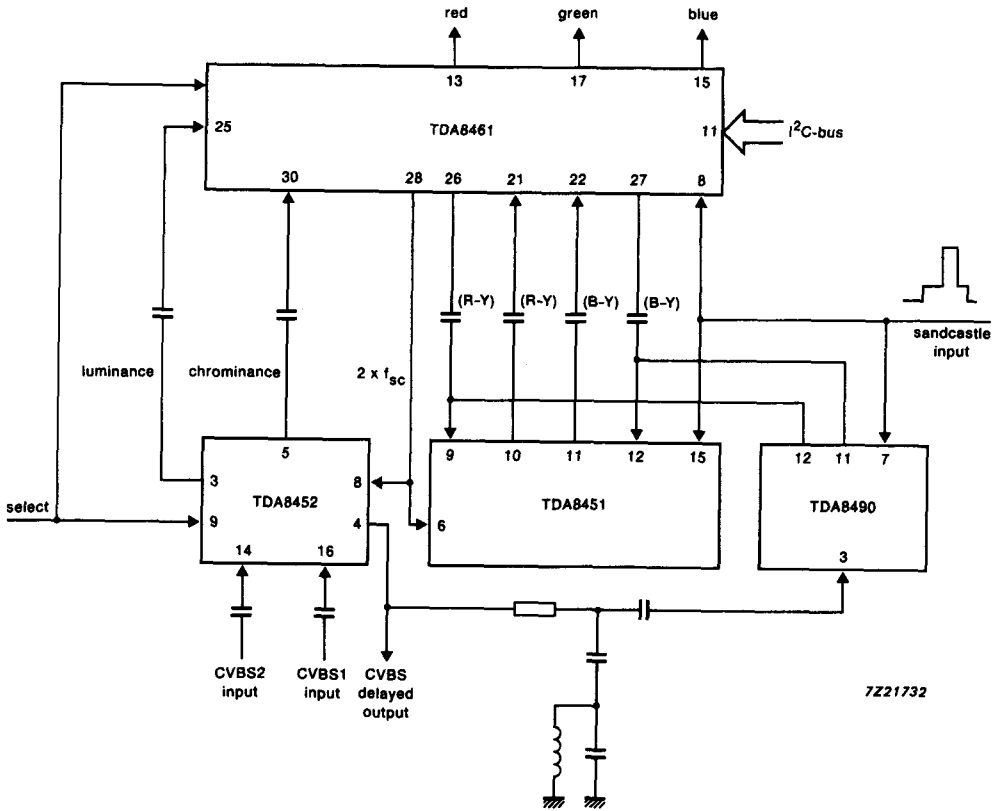 red green blue
13 17 15
25 TDA8461 11 I²C-bus
30 28 26 21 22 27 8
(R–Y) (R–Y) (B–Y) (B–Y)
sandcastle
input
luminance chrominance 2 x fsc
5 9 10 11 12 15 12 11 7
3 8
TDA8452 TDA8451 TDA8490
select
9 4 6
14 16 3
CVBS2
input
CVBS1
input
CVBS
delayed
output
7Z21732